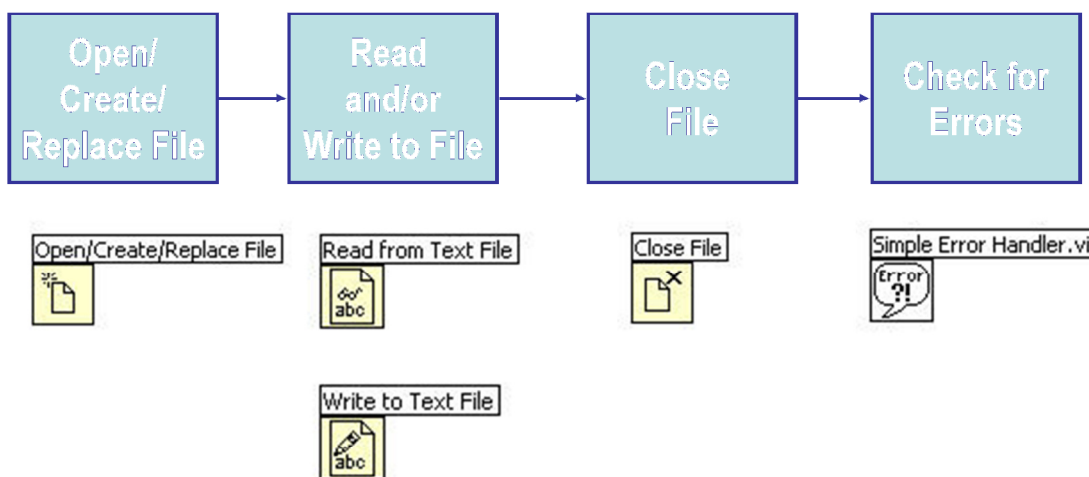 Open/
Create/
Replace File
Read
and/or
Write to File
Close
File
Check for
Errors
Open/Create/Replace File
Read from Text File
abc
Write to Text File
abc
Close File
Simple Error Handler.vi
Error
?!